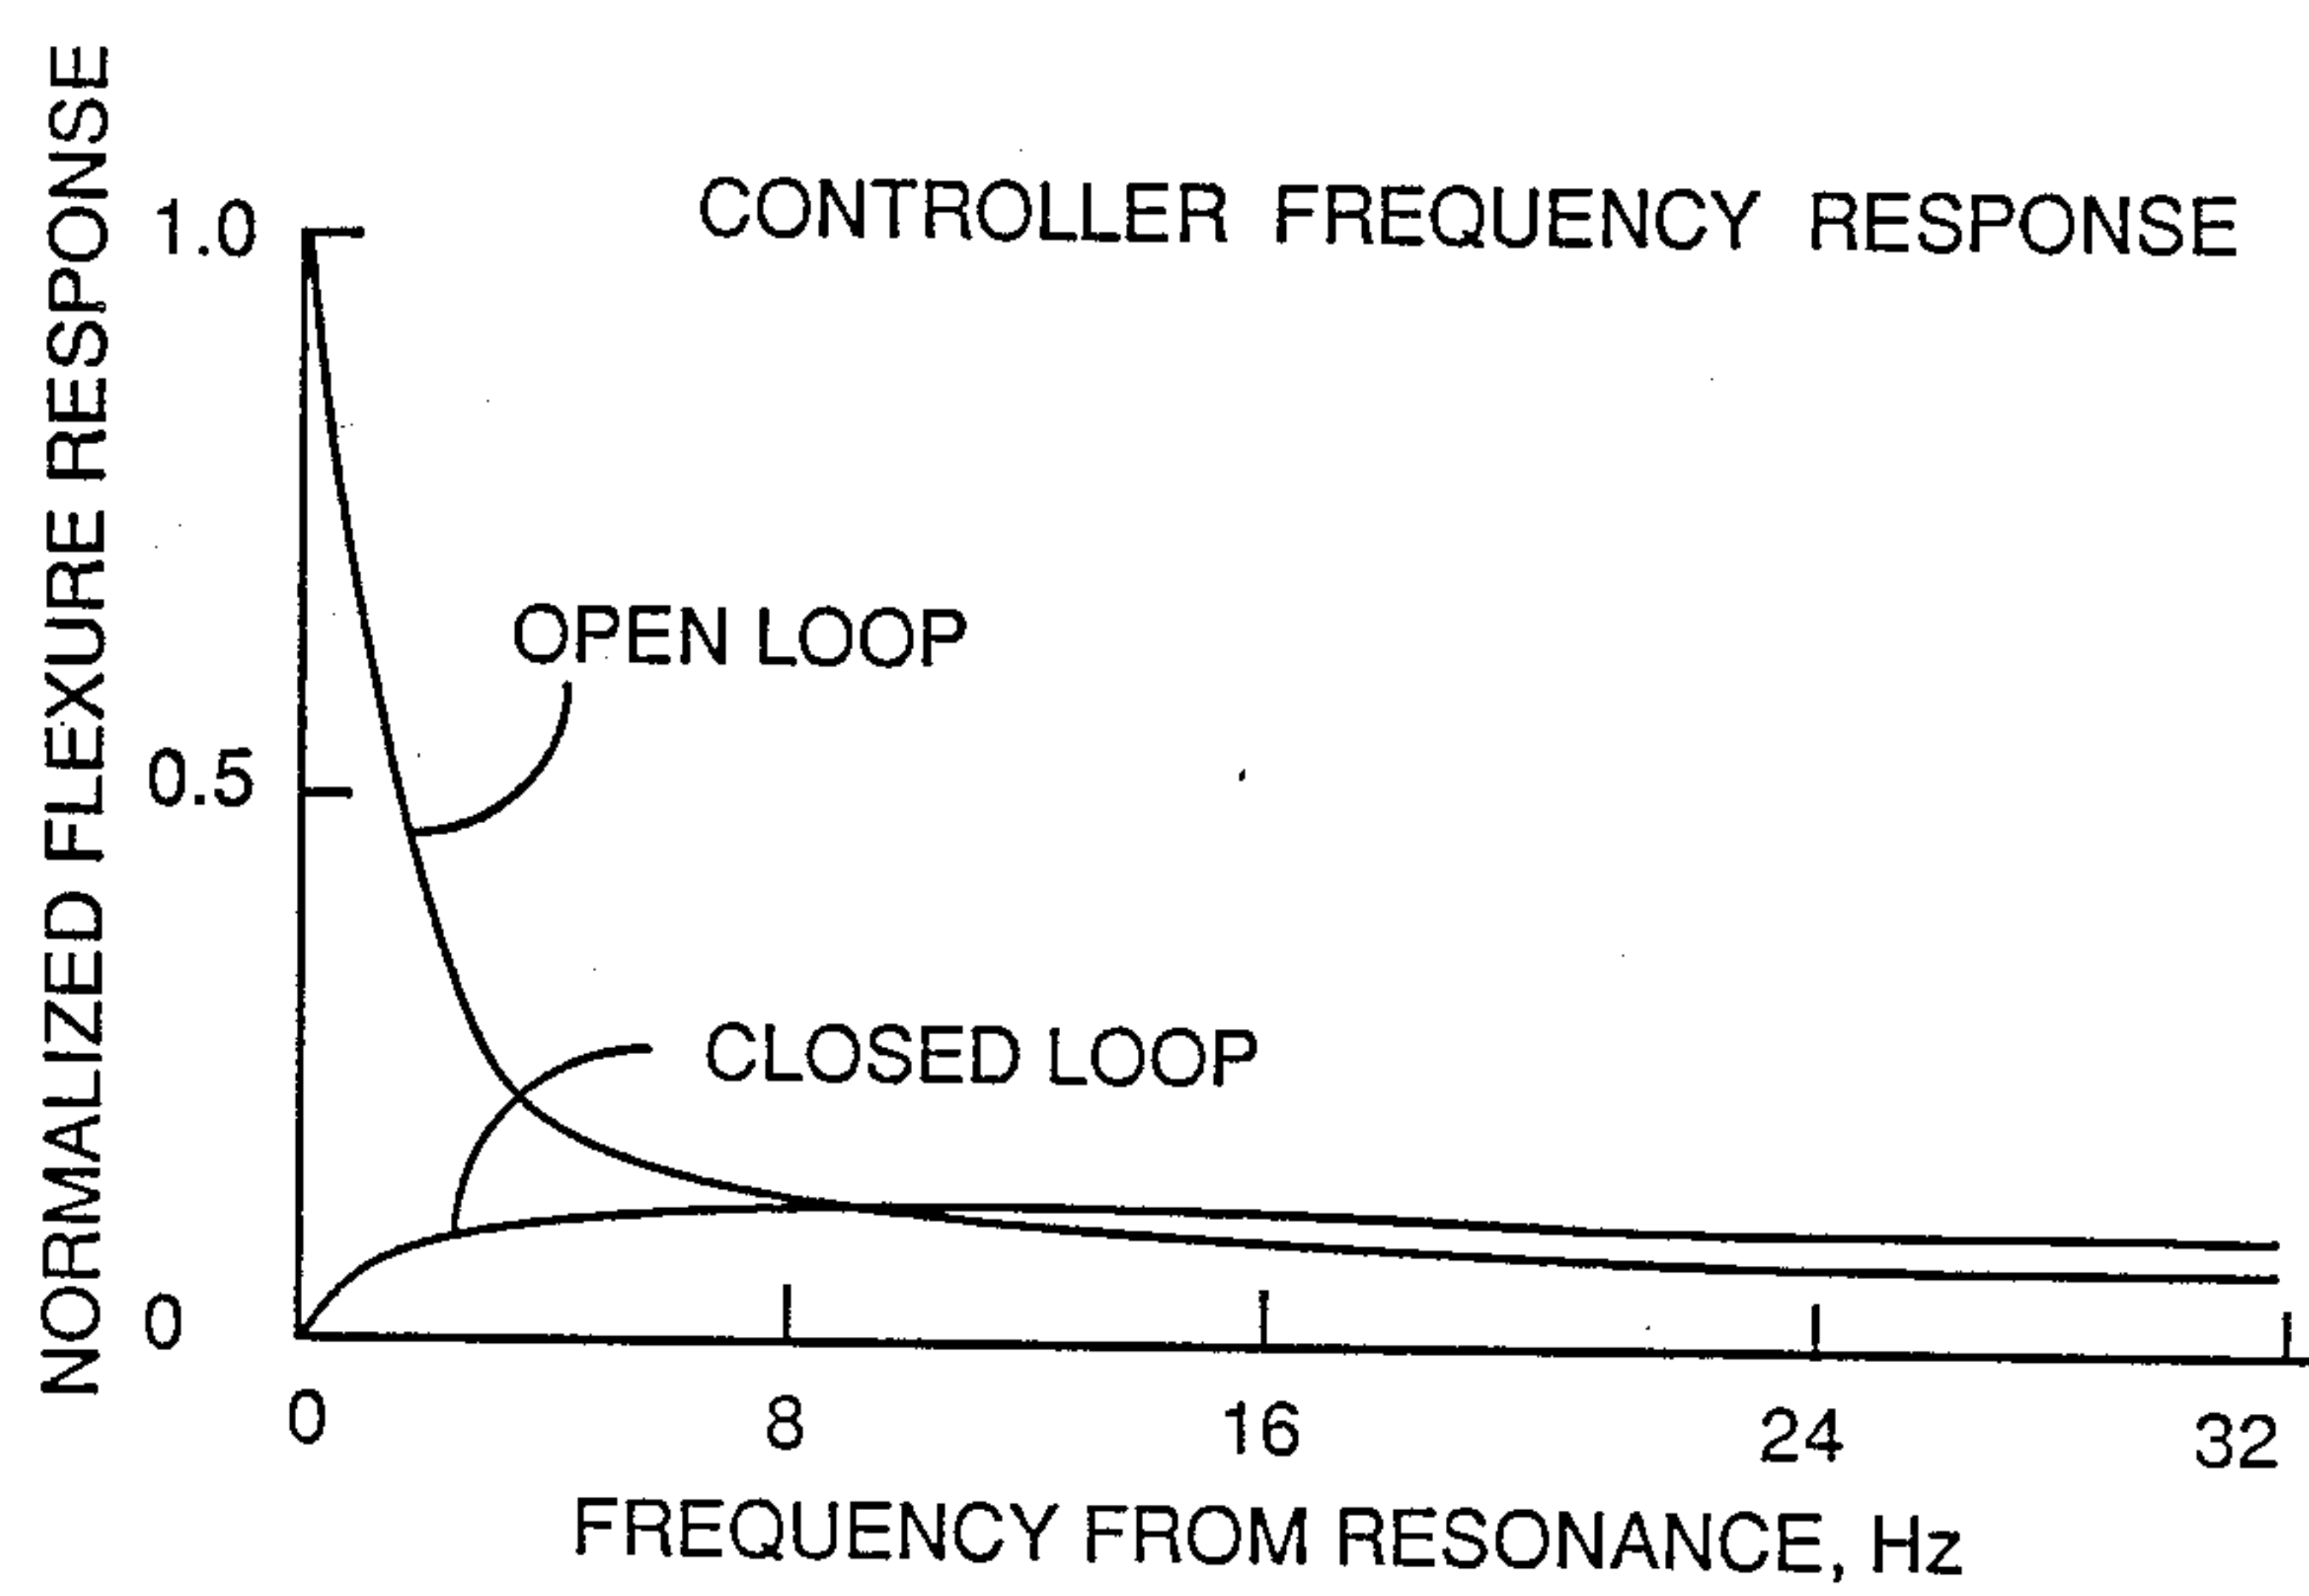 CONTROLLER FREQUENCY RESPONSE
NORMALIZED FLEXURE RESPONSE
1.0
0.5
0
OPEN LOOP
CLOSED LOOP
0 8 16 24 32
FREQUENCY FROM RESONANCE, Hz